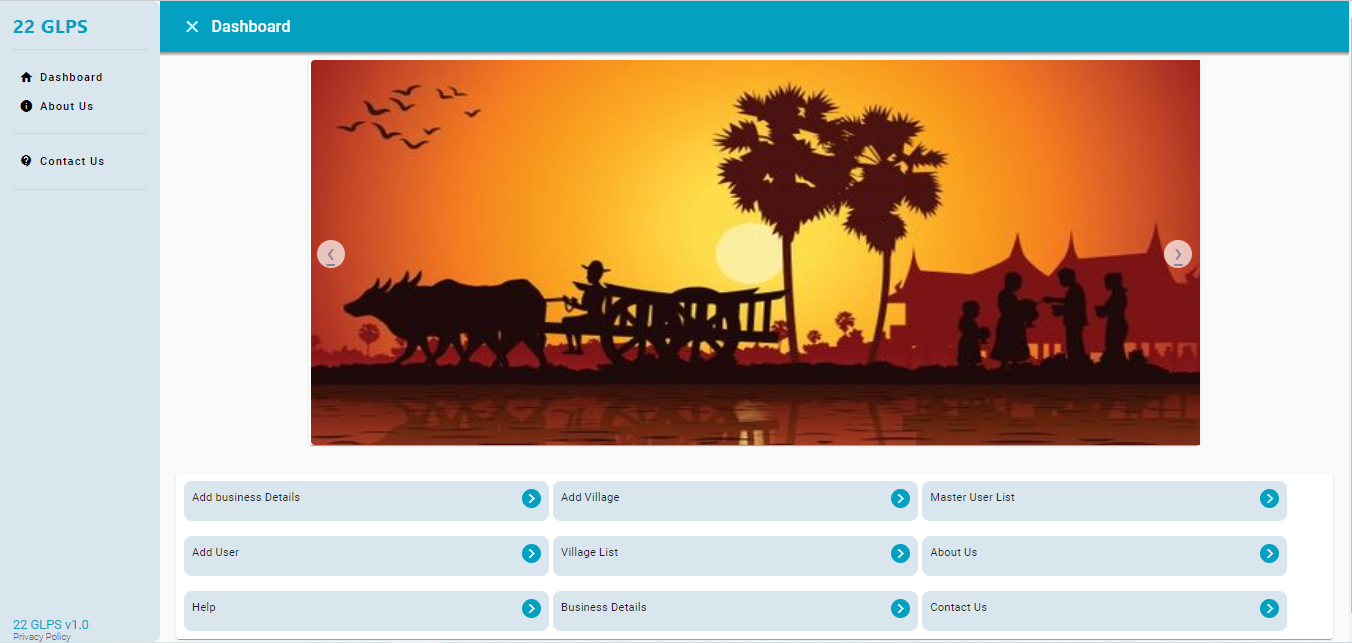 22 GLPS
Dashboard
About Us
Contact Us
22 GLPS v1.0
Privacy Policy
Dashboard
Add business Details
Add Village
Master User List
Add User
Village List
About Us
Help
Business Details
Contact Us